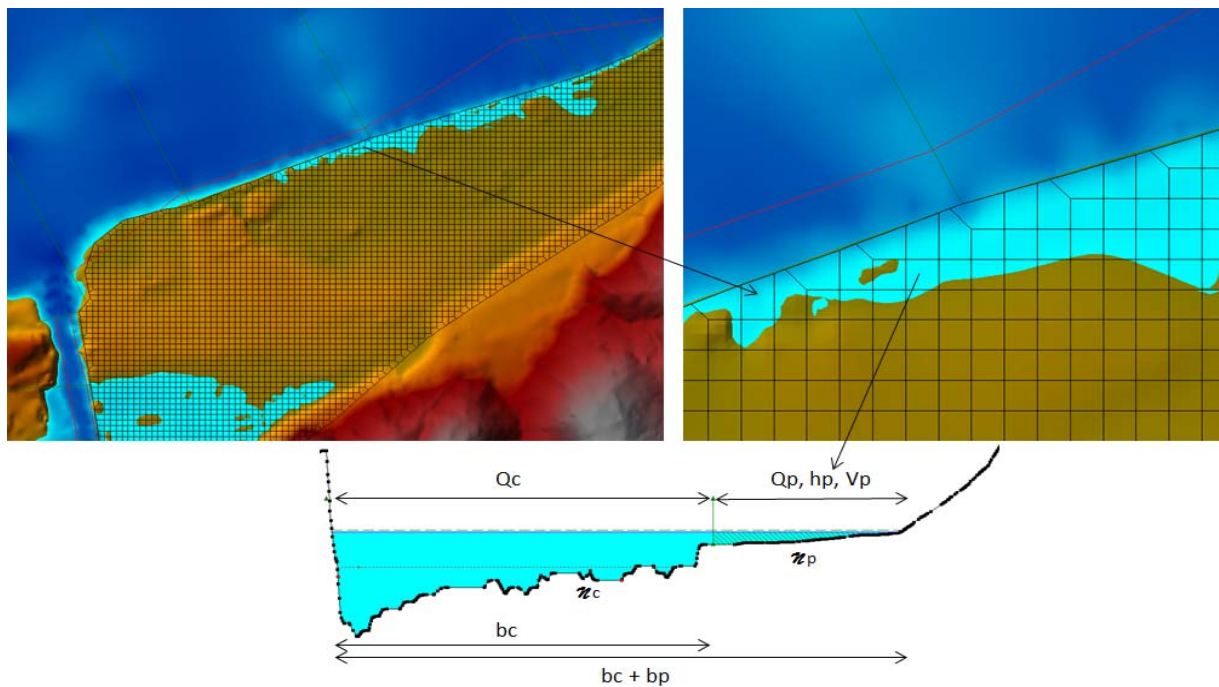 Qc
Qp, hp, Vp
np
nc
bc
bc + bp